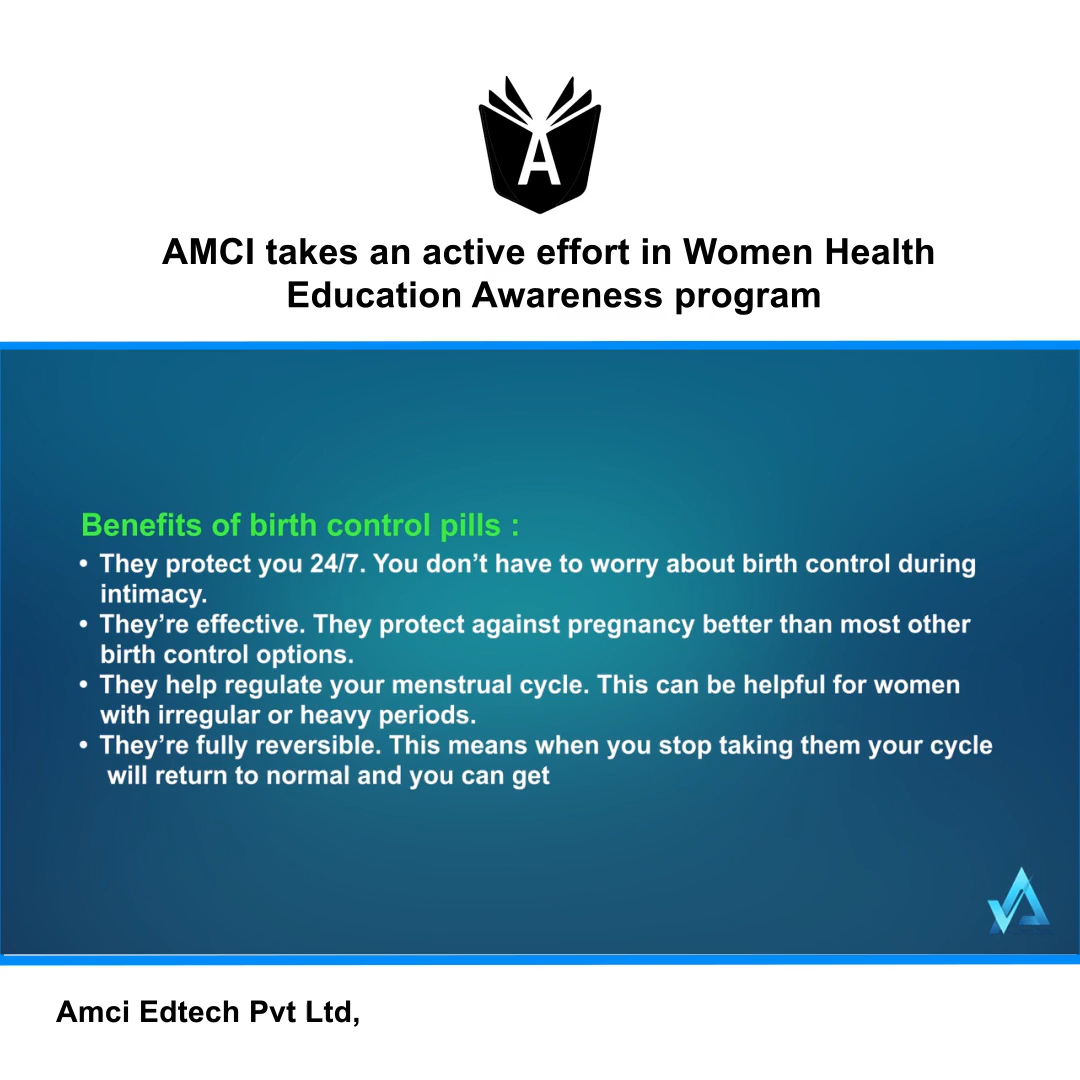 A
AMCI takes an active effort in Women Health
Education Awareness program
Benefits of birth control pills :
• They protect you 24/7. You don’t have to worry about birth control during
intimacy.
• They’re effective. They protect against pregnancy better than most other
birth control options.
• They help regulate your menstrual cycle. This can be helpful for women
with irregular or heavy periods.
• They’re fully reversible. This means when you stop taking them your cycle
will return to normal and you can get
Amci Edtech Pvt Ltd,